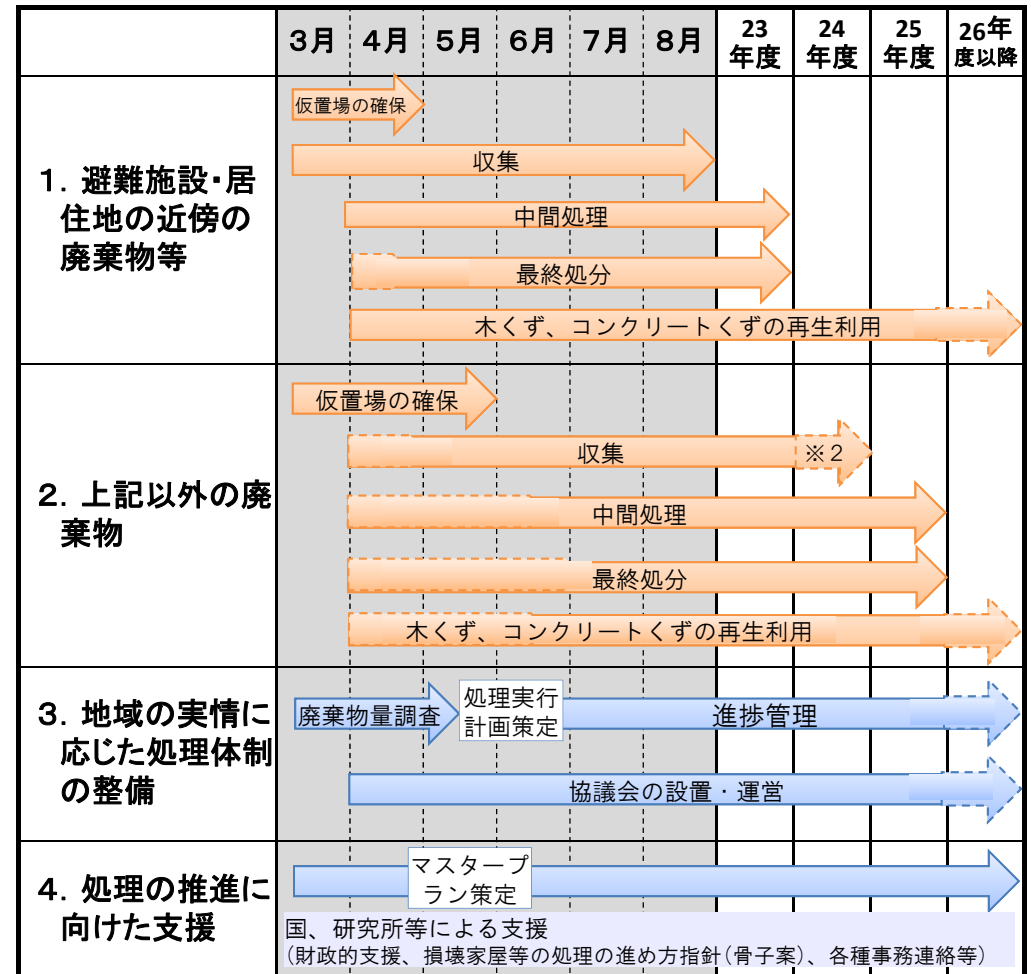 3月 4月 5月 6月 7月 8月 23年度 24年度 25年度 26年度以降
1．避難施設・居
住地の近傍の
廃棄物等
仮置場の確保
収集
中間処理
最終処分
木くず、コンクリートくずの再生利用
2．上記以外の廃
棄物
仮置場の確保
収集 ※2
中間処理
最終処分
木くず、コンクリートくずの再生利用
3．地域の実情に
応じた処理体制
の整備
廃棄物量調査
処理実行
計画策定
進捗管理
協議会の設置・運営
4．処理の推進に
向けた支援
マスタープ
ラン策定
国、研究所等による支援
（財政的支援、損壊家屋等の処理の進め方指針（骨子案）、各種事務連絡等）